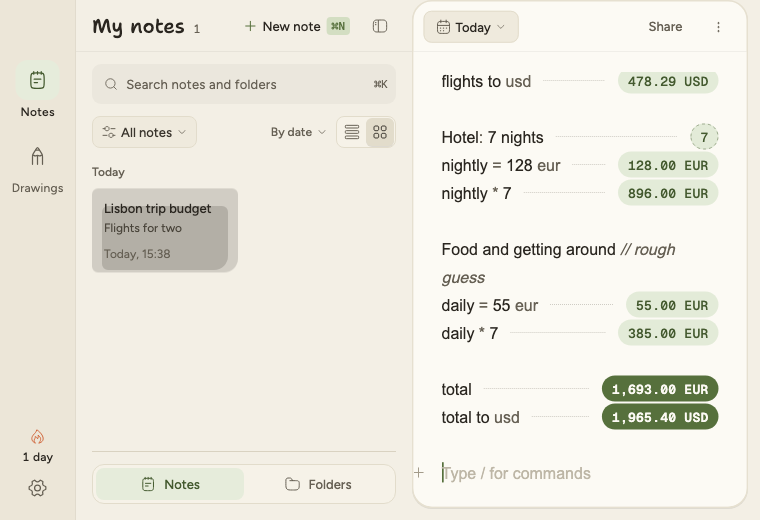 Notes
Drawings
1 day
My notes 1
+ New note ⌘N
Search notes and folders ⌘K
All notes
By date
Today
Lisbon trip budget
Flights for two
Today, 15:38
Notes
Folders
Today
Share
flights to usd 478.29 USD
Hotel: 7 nights 7
nightly = 128 eur 128.00 EUR
nightly * 7 896.00 EUR
Food and getting around // rough
guess
daily = 55 eur 55.00 EUR
daily * 7 385.00 EUR
total 1,693.00 EUR
total to usd 1,965.40 USD
+ Type / for commands